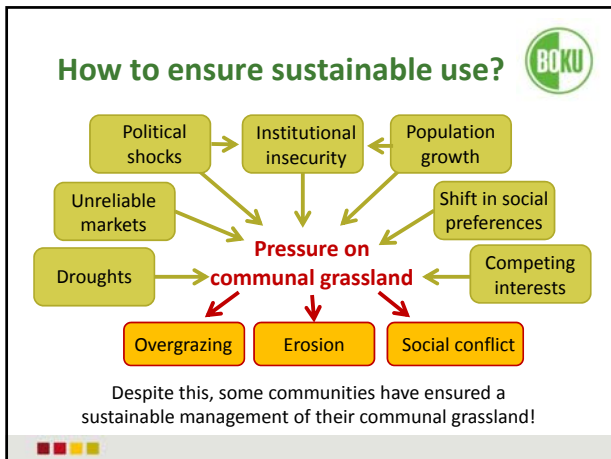 How to ensure sustainable use?
BOKU
Political
shocks
Institutional
insecurity
Population
growth
Unreliable
markets
Shift in social
preferences
Pressure on
communal grassland
Droughts
Competing
interests
Overgrazing
Erosion
Social conflict
Despite this, some communities have ensured a
sustainable management of their communal grassland!